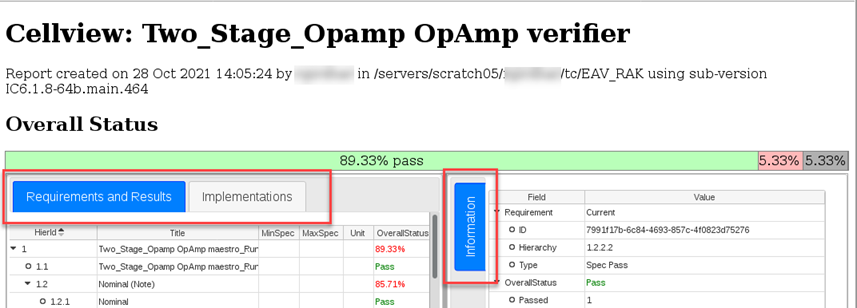 Cellview: Two_Stage_Opamp OpAmp verifier
Report created on 28 Oct 2021 14:05:24 by in /servers/scratch05/ /tc/EAV_RAK using sub-version
IC6.1.8-64b.main.464
Overall Status
89.33% pass 5.33% 5.33%
Requirements and Results Implementations
HierId Title MinSpec MaxSpec Unit OverallStatus
1 Two_Stage_Opamp OpAmp maestro_Run 89.33%
1.1 Two_Stage_Opamp OpAmp maestro_Run Pass
1.2 Nominal (Note) 85.71%
1.2.1 Nominal Pass
Information
Field Value
Requirement Current
ID 7991f17b-6c84-4693-857c-4f0823d75276
Hierarchy 1.2.2.2
Type Spec Pass
OverallStatus Pass
Passed 1